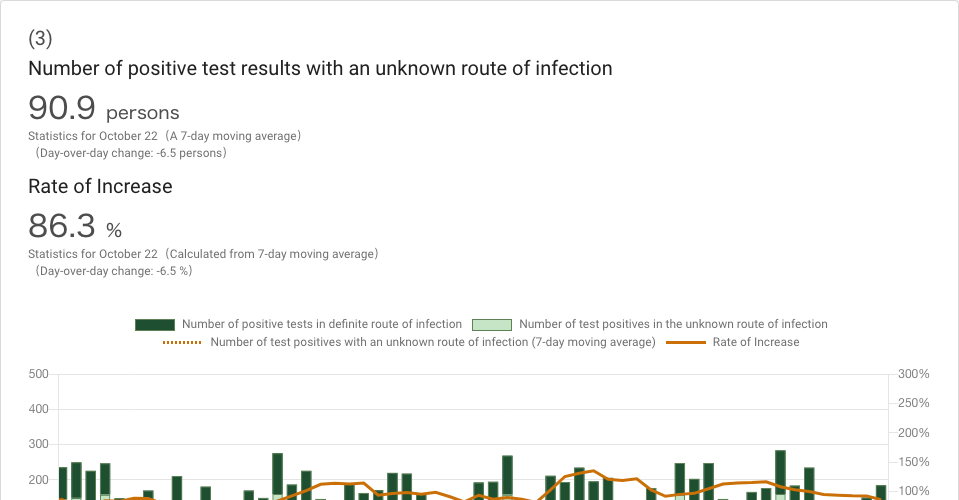 (3)
Number of positive test results with an unknown route of infection
90.9 persons
Statistics for October 22（A 7-day moving average）
（Day-over-day change: -6.5 persons）
Rate of Increase
86.3 %
Statistics for October 22（Calculated from 7-day moving average）
（Day-over-day change: -6.5 %）
Number of positive tests in definite route of infection Number of test positives in the unknown route of infection
Number of test positives with an unknown route of infection (7-day moving average) Rate of Increase
500 300%
250%
400
200%
300
150%
200
100%